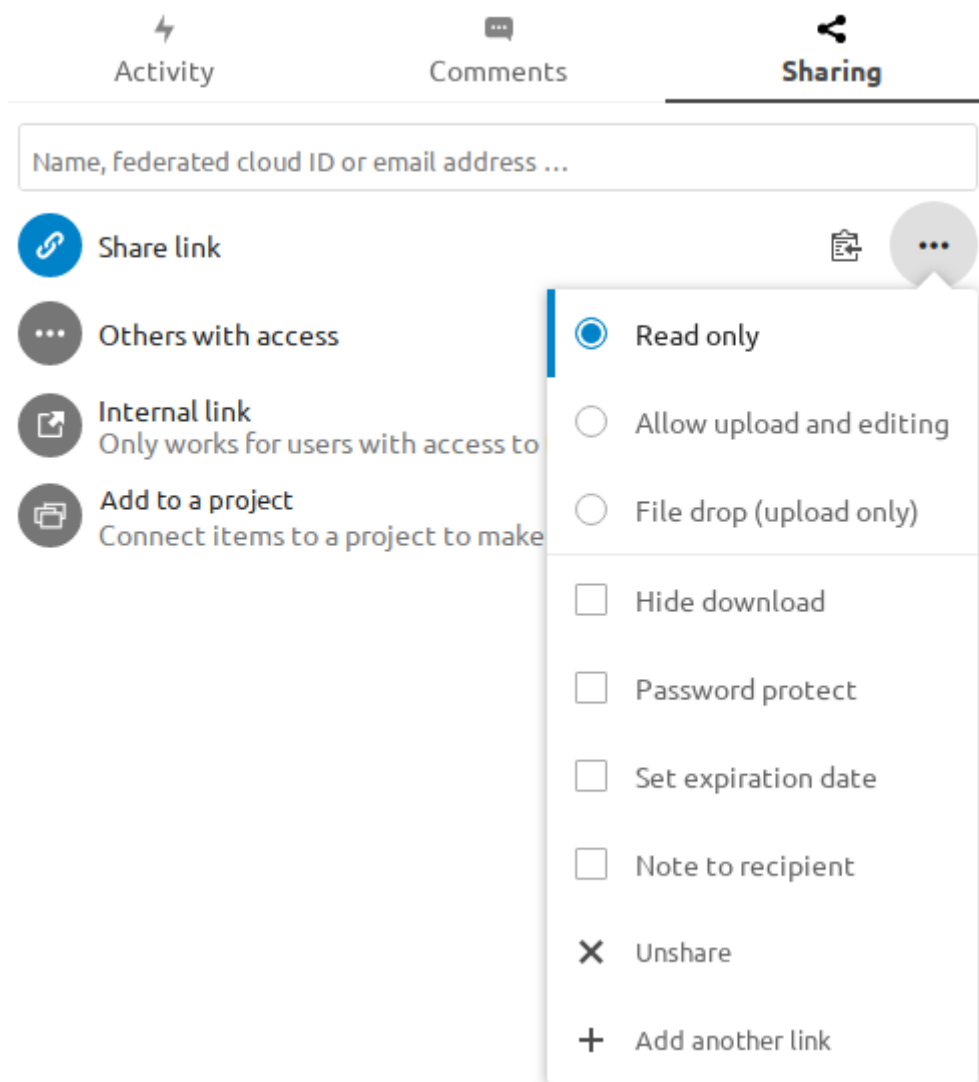 Activity
Comments
Sharing
Name, federated cloud ID or email address ...
Share link
Others with access
Internal link
Only works for users with access to
Add to a project
Connect items to a project to make
Read only
Allow upload and editing
File drop (upload only)
Hide download
Password protect
Set expiration date
Note to recipient
Unshare
Add another link